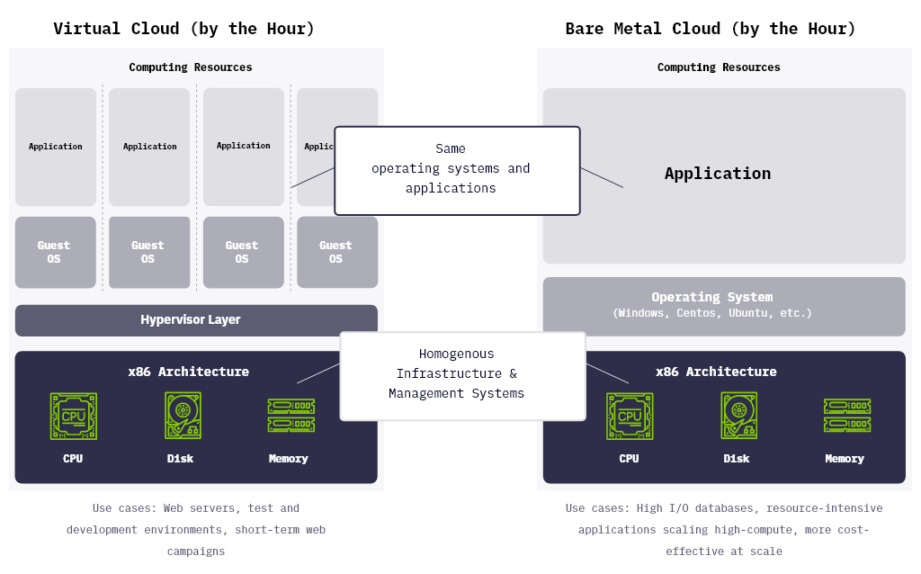 Virtual Cloud (by the Hour)
Computing Resources
Application
Application
Application
Applic
Guest
OS
Guest
OS
Guest
OS
Guest
OS
Hypervisor Layer
x86 Architecture
CPU
CPU
Disk
Memory
Use cases: Web servers, test and
development environments, short-term web
campaigns
Same
operating systems and
applications
Homogenous
Infrastructure &
Management Systems
Bare Metal Cloud (by the Hour)
Computing Resources
Application
Operating System
(Windows, Centos, Ubuntu, etc.)
x86 Architecture
CPU
CPU
Disk
Memory
Use cases: High I/O databases, resource-intensive
applications scaling high-compute, more cost-
effective at scale